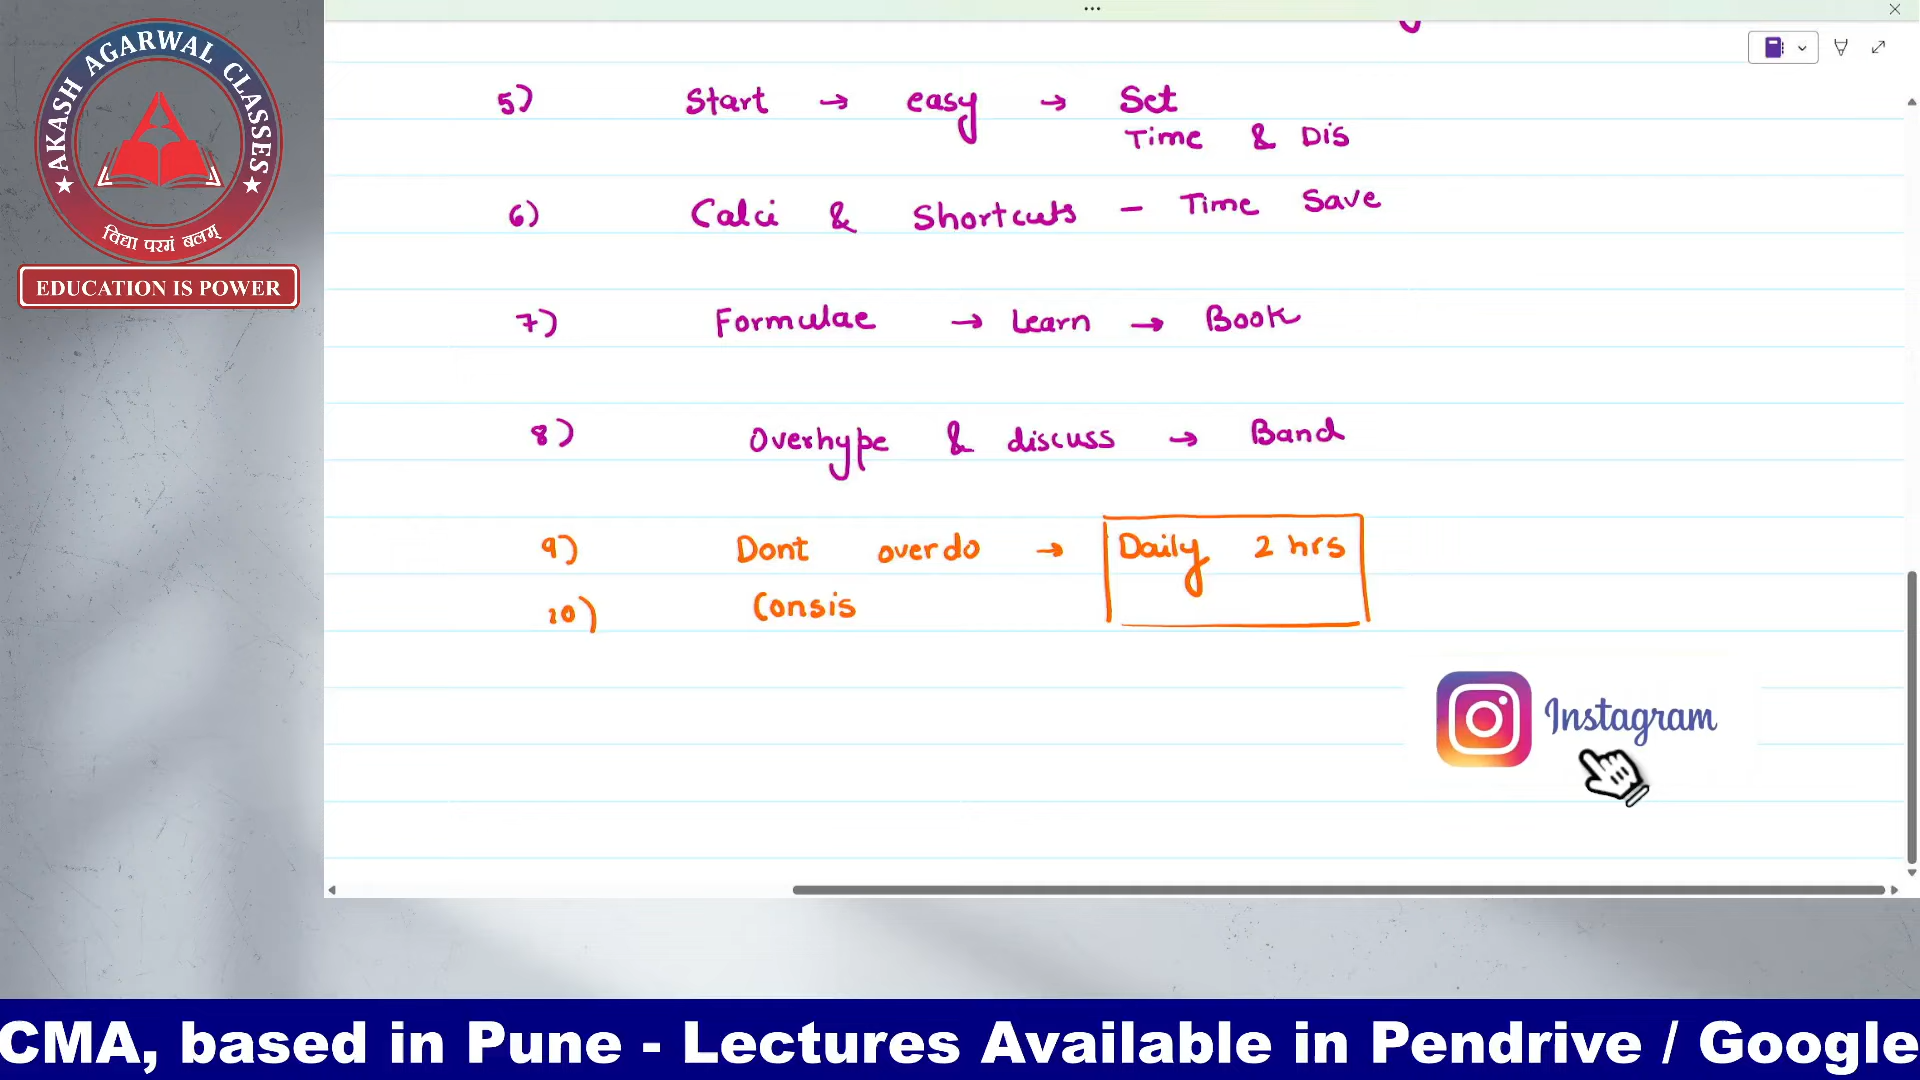 AKASH AGARWAL CLASSES
विद्या परमं बलम्
EDUCATION IS POWER
5) Start → easy → Set
Time & Dis
6) Calci & Shortcuts - Time Save
7) Formulae → Learn → Book
8) Overhype & discuss → Band
9) Dont overdo → Daily 2 hrs
10) Consis
Instagram
CMA, based in Pune - Lectures Available in Pendrive / Google